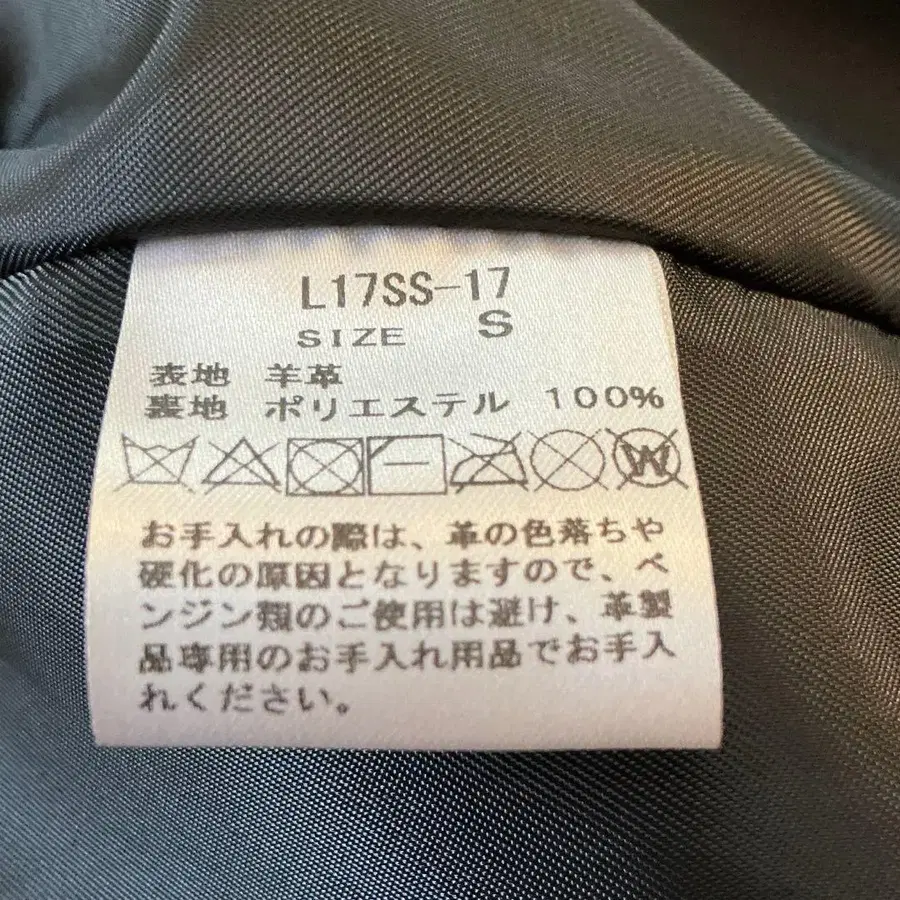 L17SS-17
SIZE S
表地 羊革
裏地 ポリエステル 100%
W
お手入れの際は、革の色落ちや
硬化の原因となりますので、ベ
ンジン類のご使用は避け、革製
品専用のお手入れ用品でお手入
れください。